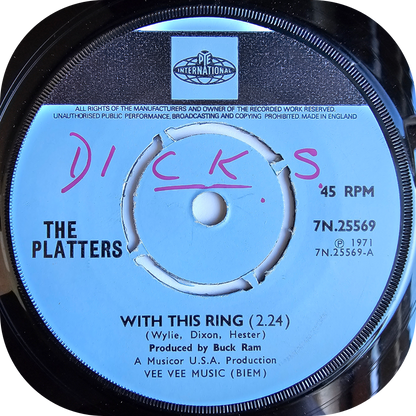 PYE
INTERNATIONAL
ALL RIGHTS OF THE MANUFACTURERS AND OWNER OF THE RECORDED WORK RESERVED.
UNAUTHORISED PUBLIC PERFORMANCE, BROADCASTING AND COPYING PROHIBITED. MADE IN ENGLAND
DICK.S.
45 RPM
THE
PLATTERS
7N.25569
Ⓟ 1971
7N.25569-A
WITH THIS RING (2.24)
(Wylie, Dixon, Hester)
Produced by Buck Ram
A Musicor U.S.A. Production
VEE VEE MUSIC (BIEM)